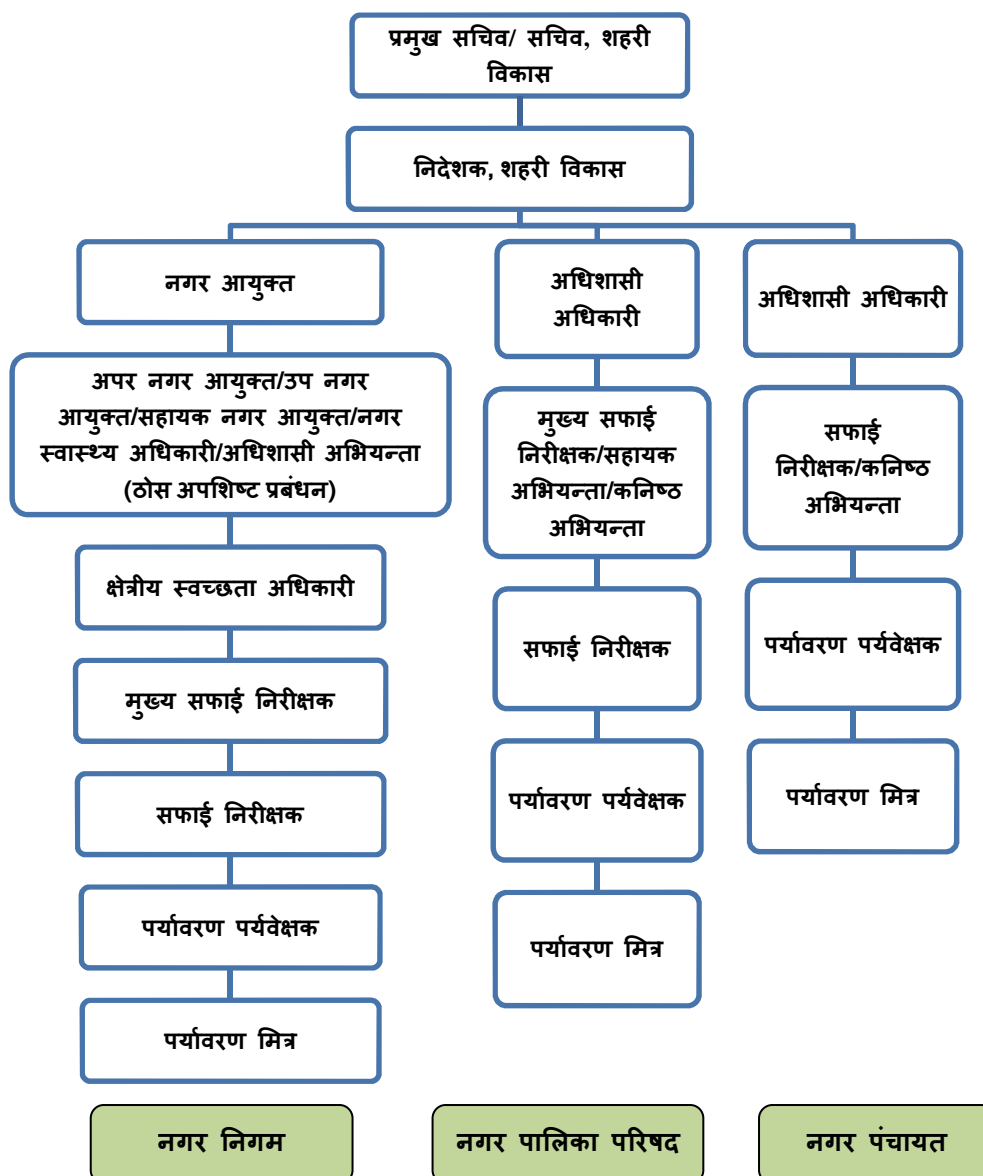 प्रमुख सचिव/ सचिव, शहरी
विकास
निदेशक, शहरी विकास
नगर आयुक्त
अपर नगर आयुक्त/उप नगर
आयुक्त/सहायक नगर आयुक्त/नगर
स्वास्थ्य अधिकारी/अधिशासी अभियन्ता
(ठोस अपशिष्ट प्रबंधन)
क्षेत्रीय स्वच्छता अधिकारी
मुख्य सफाई निरीक्षक
सफाई निरीक्षक
पर्यावरण पर्यवेक्षक
पर्यावरण मित्र
नगर निगम
अधिशासी
अधिकारी
मुख्य सफाई
निरीक्षक/सहायक
अभियन्ता/कनिष्ठ
अभियन्ता
सफाई निरीक्षक
पर्यावरण पर्यवेक्षक
पर्यावरण मित्र
नगर पालिका परिषद
अधिशासी अधिकारी
सफाई
निरीक्षक/कनिष्ठ
अभियन्ता
पर्यावरण पर्यवेक्षक
पर्यावरण मित्र
नगर पंचायत